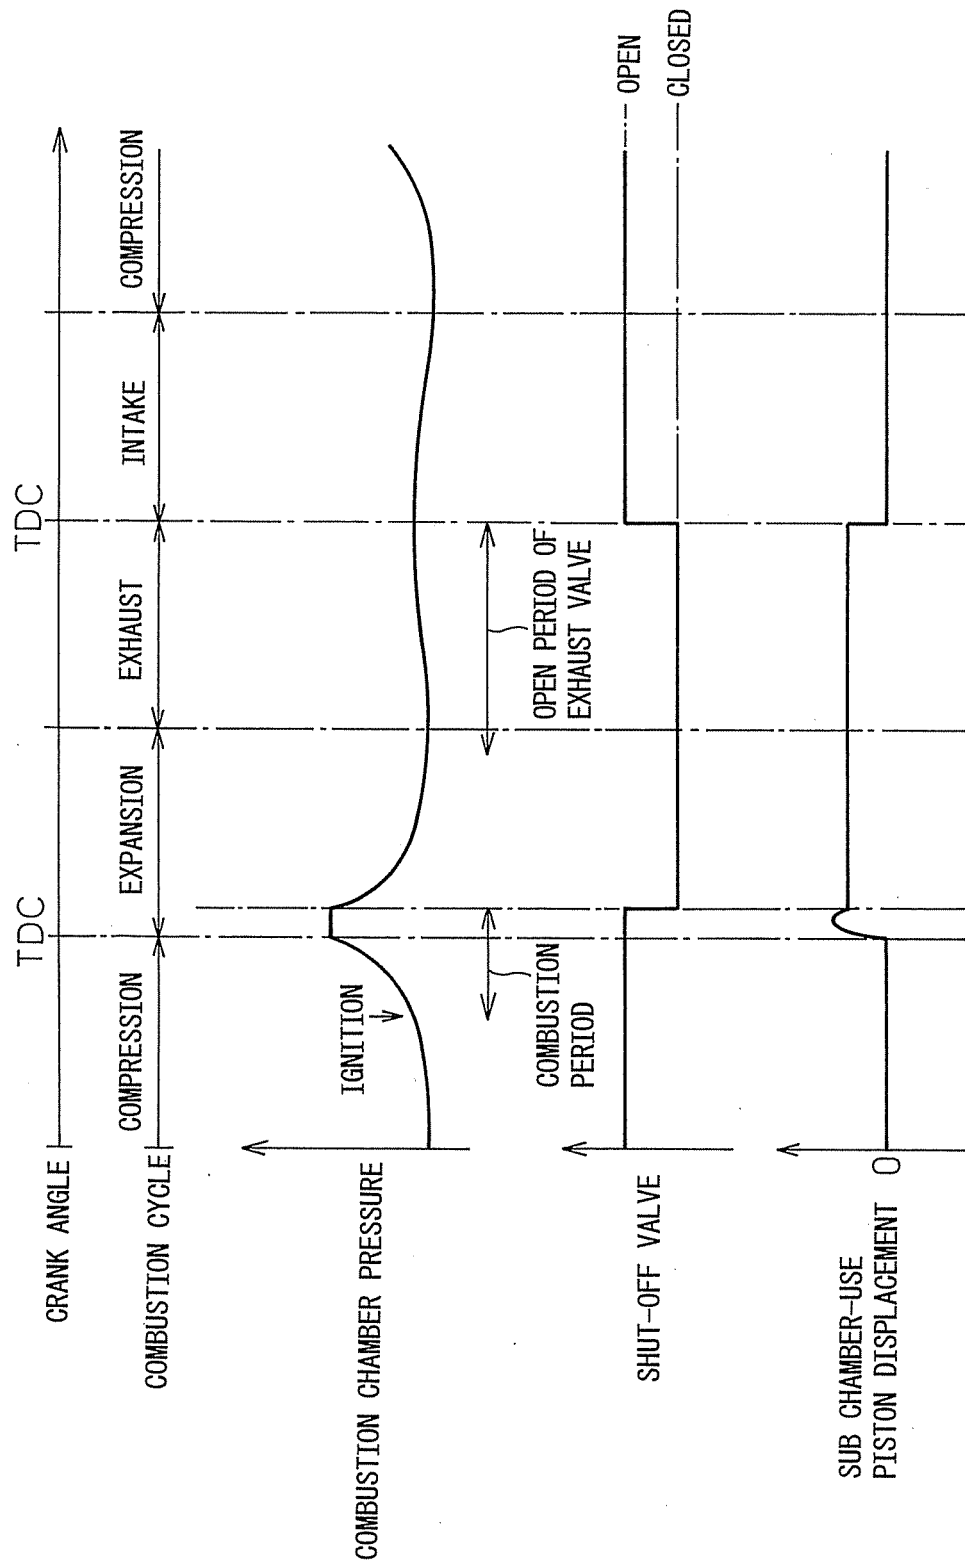 CRANK ANGLE
TDC
TDC
COMBUSTION CYCLE
COMPRESSION
EXPANSION
EXHAUST
INTAKE
COMPRESSION
COMBUSTION CHAMBER PRESSURE
IGNITION
COMBUSTION
PERIOD
OPEN PERIOD OF
EXHAUST VALVE
SHUT-OFF VALVE
OPEN
CLOSED
SUB CHAMBER-USE
PISTON DISPLACEMENT
0